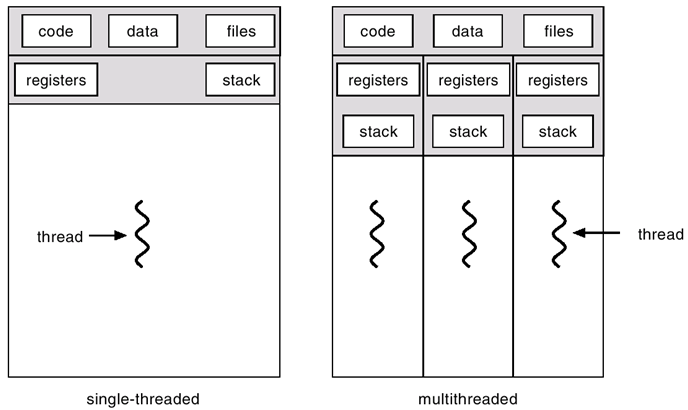 code data files
registers stack
thread
single-threaded
code data files
registers registers registers
stack stack stack
thread
multithreaded